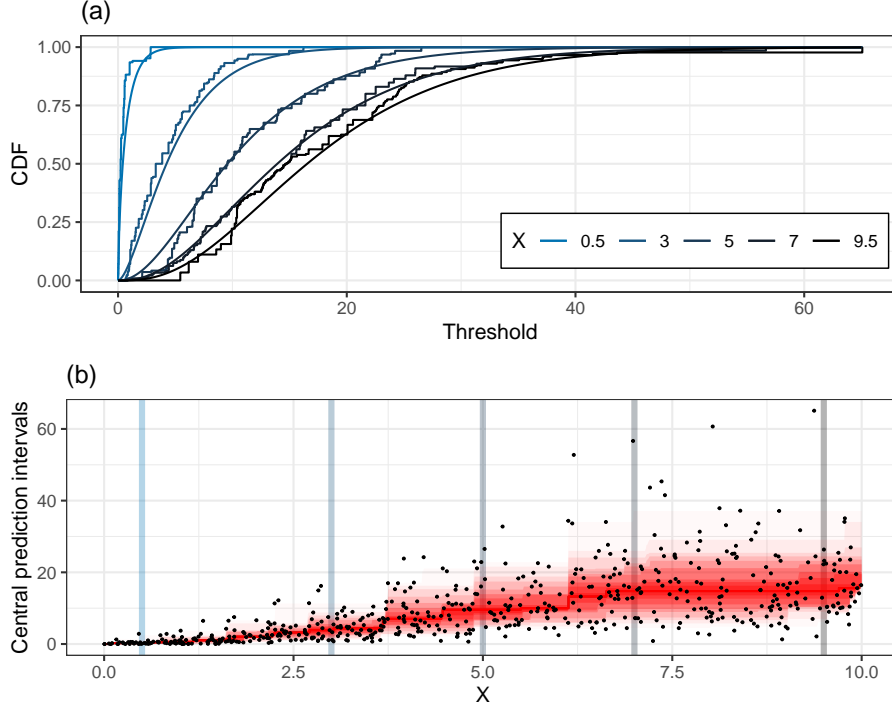 (a)
1.00
0.75
0.50
0.25
0.00
CDF
X 0.5 3 5 7 9.5
0 20 40 60
Threshold
(b)
60
40
20
0
Central prediction intervals
0.0 2.5 5.0 7.5 10.0
X